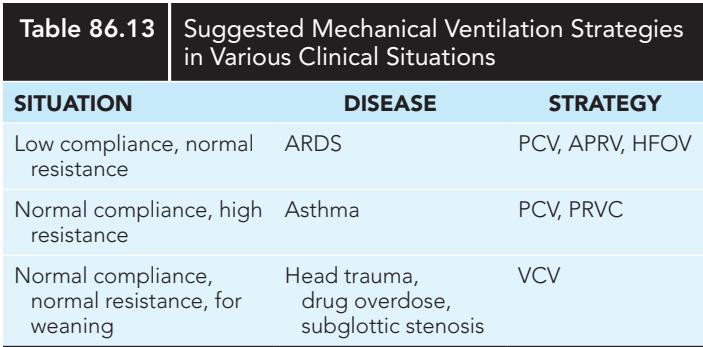 Table 86.13
Suggested Mechanical Ventilation Strategies
in Various Clinical Situations
SITUATION DISEASE STRATEGY
Low compliance, normal
resistance
ARDS
PCV, APRV, HFOV
Normal compliance, high
resistance
Asthma
PCV, PRVC
Normal compliance,
normal resistance, for
weaning
Head trauma,
drug overdose,
subglottic stenosis
VCV